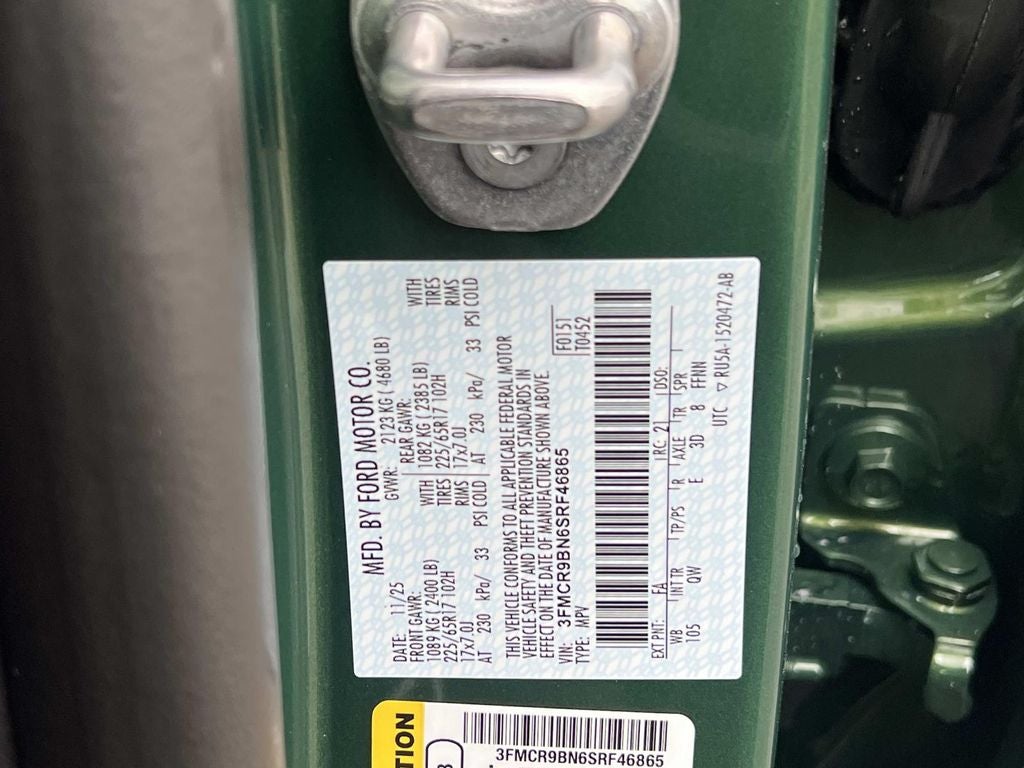 MFD. BY FORD MOTOR CO.
DATE: 11/25 GVWR: 2123 KG ( 4680 LB)
FRONT GAWR: REAR GAWR:
1089 KG ( 2400 LB) WITH 1082 KG ( 2385 LB) WITH
225/65R17 102H TIRES 225/65R17 102H TIRES
17x7.0J RIMS 17x7.0J RIMS
AT 230 kPa/ 33 PSI COLD AT 230 kPa/ 33 PSI COLD
THIS VEHICLE CONFORMS TO ALL APPLICABLE FEDERAL MOTOR
VEHICLE SAFETY AND THEFT PREVENTION STANDARDS IN
EFFECT ON THE DATE OF MANUFACTURE SHOWN ABOVE.
VIN: 3FMCR9BN6SRF46865
TYPE: MPV
F0151
T0452
EXT PNT: FA RC: 21 DSO:
WB INT TR TP/PS R AXLE TR SPR
105 QW E 3D 8 FFNN
UTC ▽ RU5A-1520472-AB
TION
3FMCR9BN6SRF46865